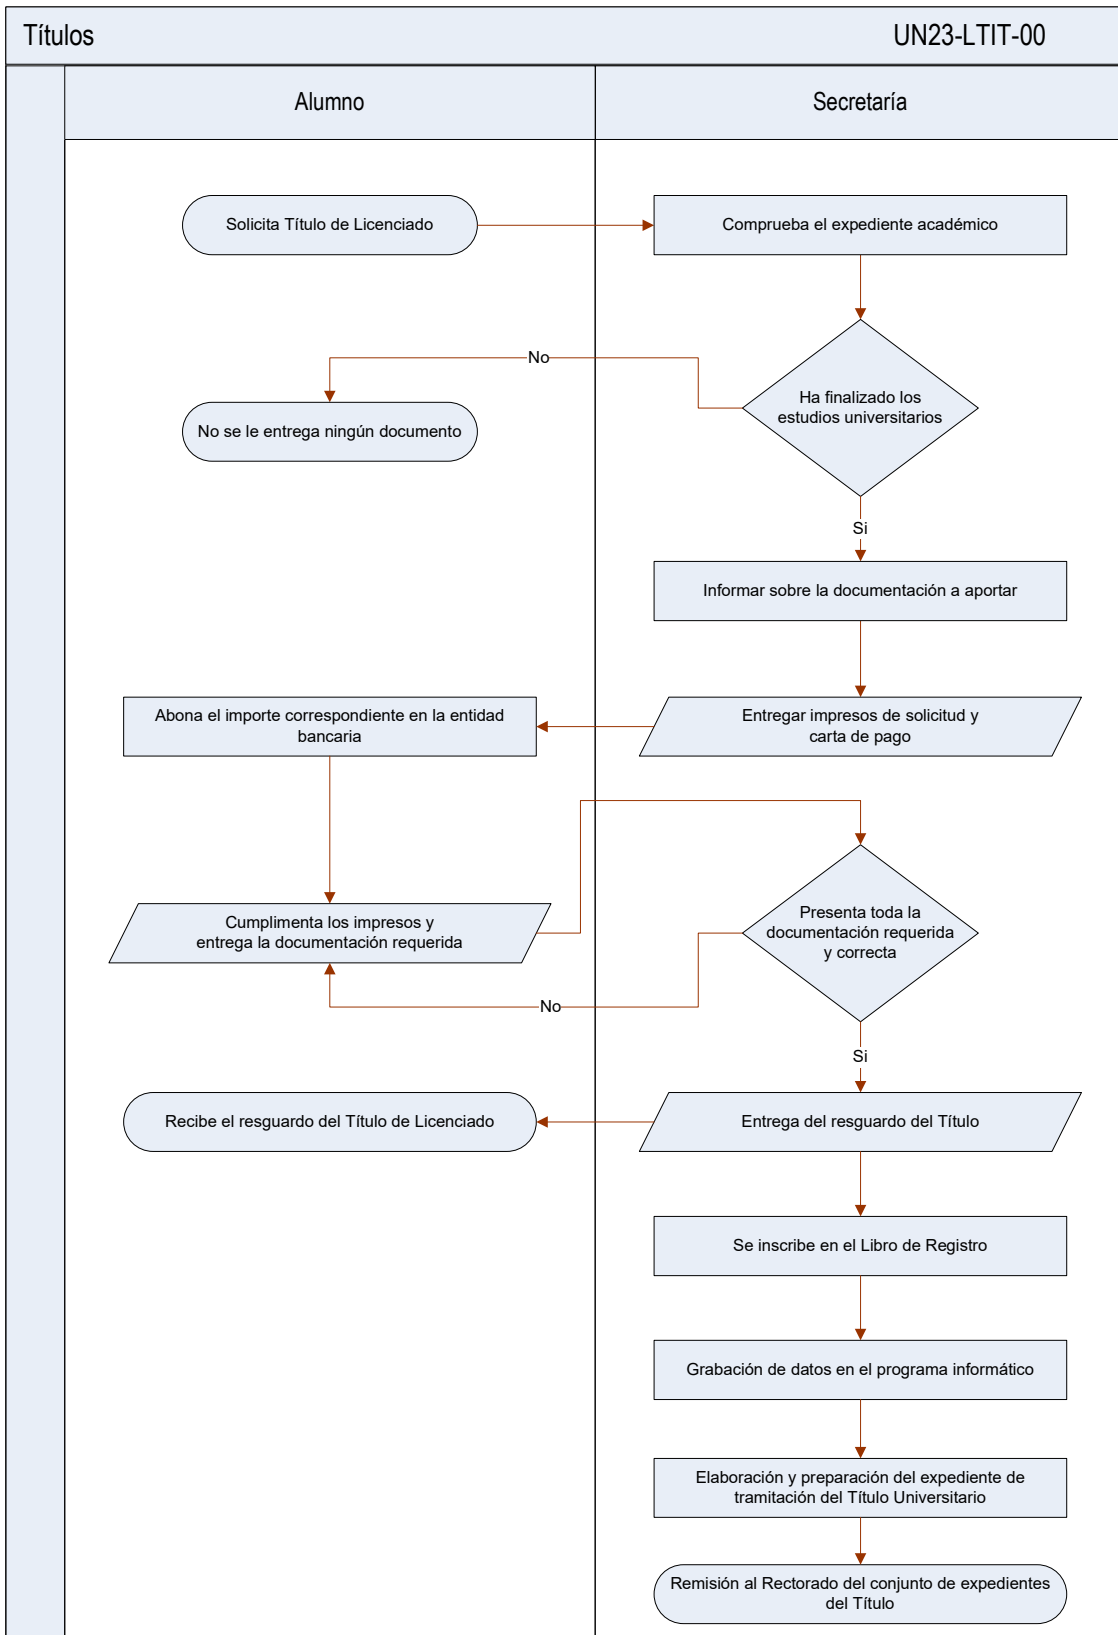 Títulos
UN23-LTIT-00
Alumno
Secretaría
Solicita Título de Licenciado
Comprueba el expediente académico
No
Ha finalizado los
estudios universitarios
No se le entrega ningún documento
Si
Informar sobre la documentación a aportar
Abona el importe correspondiente en la entidad
bancaria
Entregar impresos de solicitud y
carta de pago
Cumplimenta los impresos y
entrega la documentación requerida
Presenta toda la
documentación requerida
y correcta
No
Si
Recibe el resguardo del Título de Licenciado
Entrega del resguardo del Título
Se inscribe en el Libro de Registro
Grabación de datos en el programa informático
Elaboración y preparación del expediente de
tramitación del Título Universitario
Remisión al Rectorado del conjunto de expedientes
del Título